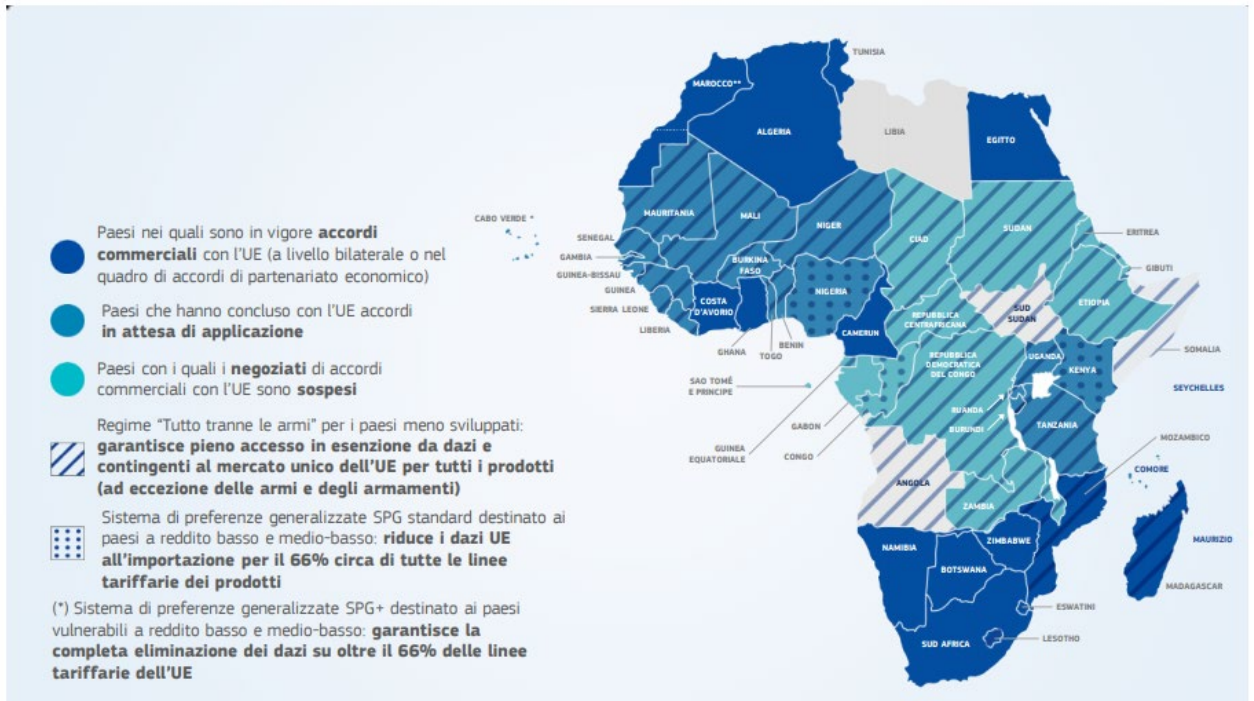 Paesi nei quali sono in vigore accordi
commerciali con l'UE (a livello bilaterale o nel
quadro di accordi di partenariato economico)
Paesi che hanno concluso con l'UE accordi
in attesa di applicazione
Paesi con i quali i negoziati di accordi
commerciali con l'UE sono sospesi
Regime "Tutto tranne le armi" per i paesi meno sviluppati:
garantisce pieno accesso in esenzione da dazi e
contingenti al mercato unico dell'UE per tutti i prodotti
(ad eccezione delle armi e degli armamenti)
Sistema di preferenze generalizzate SPG standard destinato ai
paesi a reddito basso e medio-basso: riduce i dazi UE
all'importazione per il 66% circa di tutte le linee
tariffarie dei prodotti
(*) Sistema di preferenze generalizzate SPG+ destinato ai paesi
vulnerabili a reddito basso e medio-basso: garantisce la
completa eliminazione dei dazi su oltre il 66% delle linee
tariffarie dell'UE
TUNISIA
MAROCCO**
ALGERIA
LIBIA
EGITTO
CABO VERDE *
MAURITANIA
MALI
NIGER
CIAD
SUDAN
ERITREA
SENEGAL
GAMBIA
GUINEA-BISSAU
GUINEA
SIERRA LEONE
LIBERIA
BURKINA
FASO
COSTA
D'AVORIO
GHANA
TOGO
BENIN
NIGERIA
CAMERUN
REPUBBLICA
CENTRAFRICANA
SUD
SUDAN
ETIOPIA
GIBUTI
SOMALIA
SAO TOMÉ
E PRINCIPE
GUINEA
EQUATORIALE
GABON
CONGO
REPUBBLICA
DEMOCRATICA
DEL CONGO
UGANDA
KENYA
RUANDA
BURUNDI
TANZANIA
SEYCHELLES
MOZAMBICO
COMORE
ANGOLA
ZAMBIA
NAMIBIA
ZIMBABWE
BOTSWANA
MAURIZIO
MADAGASCAR
ESWATINI
LESOTHO
SUD AFRICA